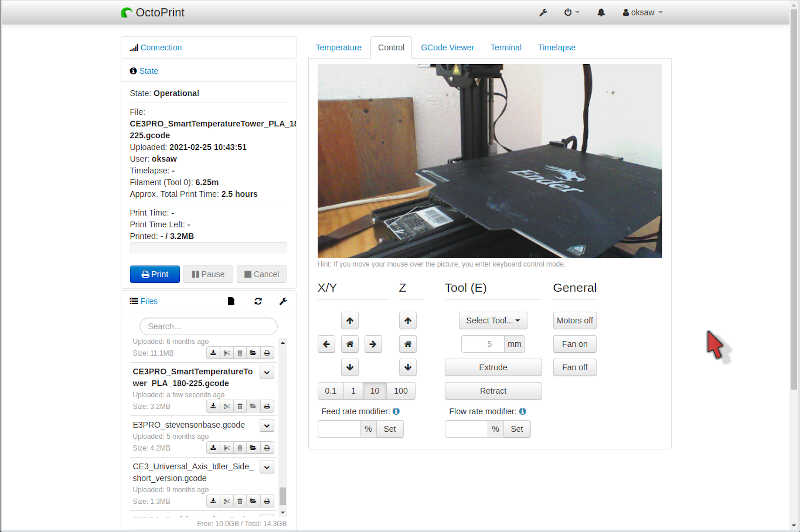 OctoPrint
oksaw
Connection
State
State: Operational
File:
CE3PRO_SmartTemperatureTower_PLA_18
225.gcode
Uploaded: 2021-02-25 10:43:51
User: oksaw
Timelapse: -
Filament (Tool 0): 6.25m
Approx. Total Print Time: 2.5 hours
Print Time: -
Print Time Left: -
Printed: - / 3.2MB
Print Pause Cancel
Files
Search...
Uploaded: 6 months ago
Size: 11.1MB
CE3PRO_SmartTemperatureTo
wer_PLA_180-225.gcode
Uploaded: a few seconds ago
Size: 3.2MB
E3PRO_stevensonbase.gcode
Uploaded: 5 months ago
Size: 4.2MB
CE3_Universal_Axis_Idler_Side_
short_version.gcode
Uploaded: 9 months ago
Size: 1.3MB
Free: 10.0GB / Total: 14.3GB
Temperature Control GCode Viewer Terminal Timelapse
Ender
Hint: If you move your mouse over the picture, you enter keyboard control mode.
X/Y Z Tool (E) General
Select Tool...
5 mm
Extrude
Retract
Motors off
Fan on
Fan off
0.1 1 10 100
Feed rate modifier:
% Set
Flow rate modifier:
% Set